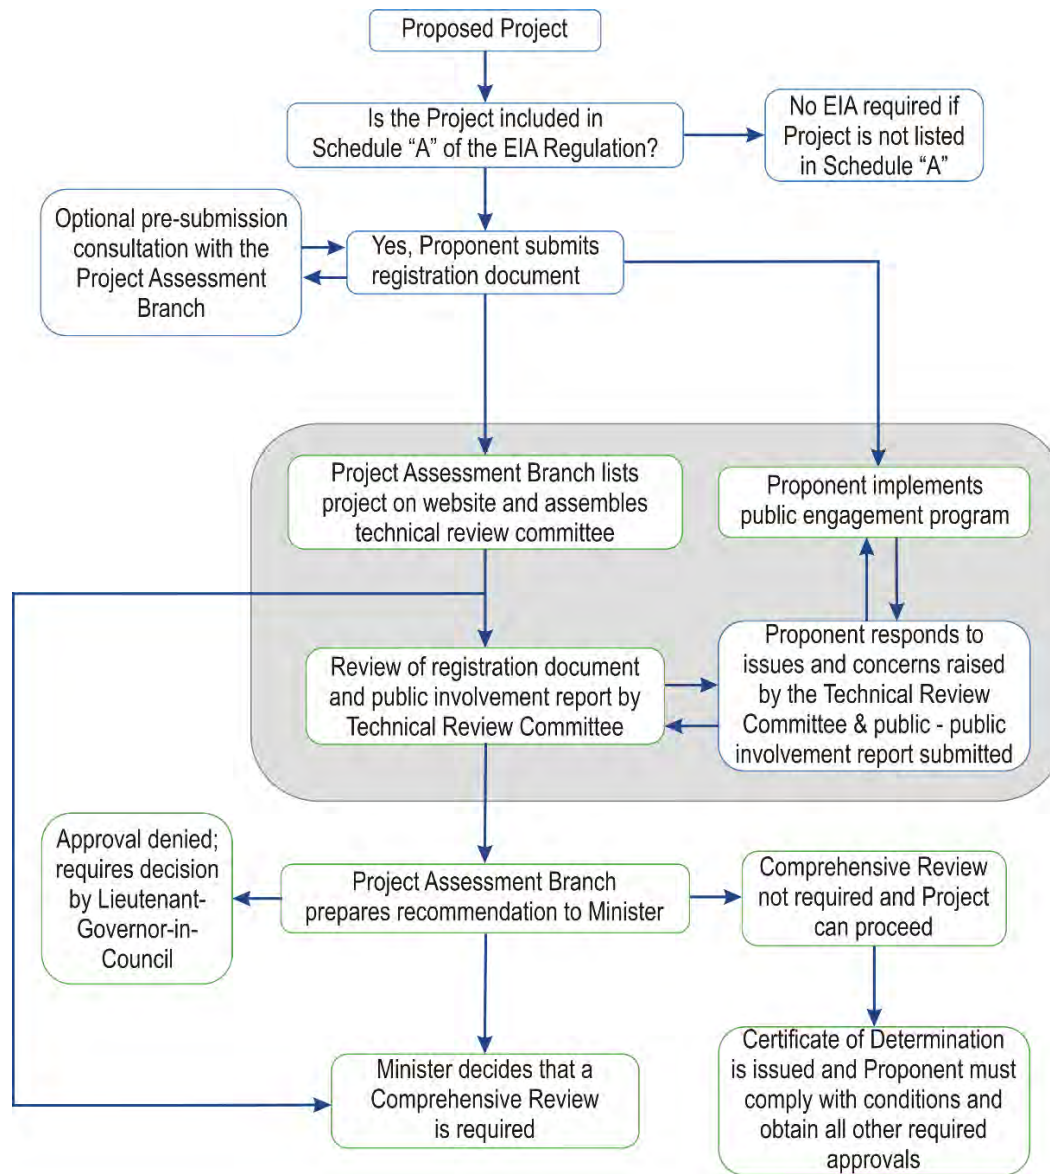 Proposed Project
Is the Project included in
Schedule “A” of the EIA Regulation?
No EIA required if
Project is not listed
in Schedule “A”
Optional pre-submission
consultation with the
Project Assessment
Branch
Yes, Proponent submits
registration document
Project Assessment Branch lists
project on website and assembles
technical review committee
Proponent implements
public engagement program
Review of registration document
and public involvement report by
Technical Review Committee
Proponent responds to
issues and concerns raised
by the Technical Review
Committee & public - public
involvement report submitted
Approval denied;
requires decision
by Lieutenant-
Governor-in-
Council
Project Assessment Branch
prepares recommendation to Minister
Comprehensive Review
not required and Project
can proceed
Minister decides that a
Comprehensive Review
is required
Certificate of Determination
is issued and Proponent must
comply with conditions and
obtain all other required
approvals